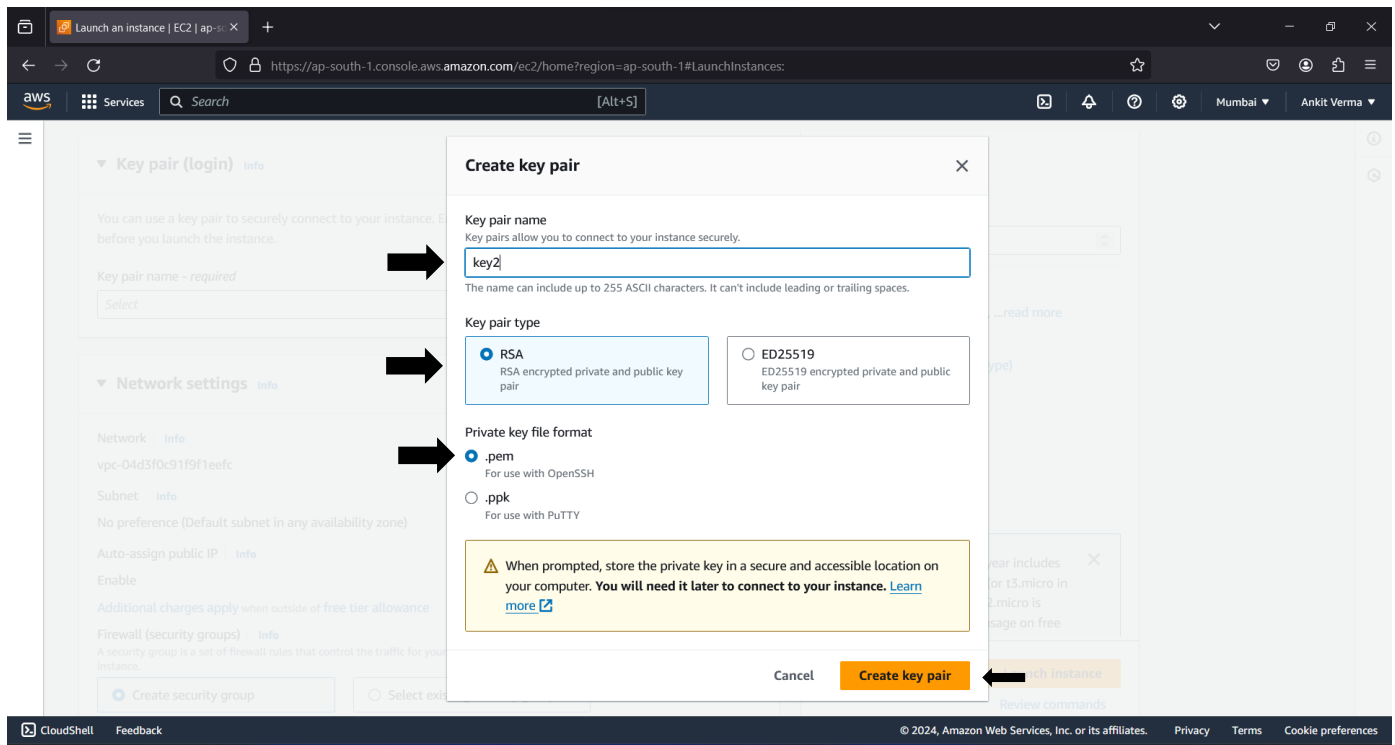 Launch an instance | EC2 | ap-so
https://ap-south-1.console.aws.amazon.com/ec2/home?region=ap-south-1#LaunchInstances:
aws
Services
Search
[Alt+S]
Mumbai ▼
Ankit Verma ▼
Key pair (login) Info
You can use a key pair to securely connect to your instance.
before you launch the instance.
Key pair name - required
Select
Network settings Info
Network Info
vpc-04d3f0c91f9f1eefc
Subnet Info
No preference (Default subnet in any availability zone)
Auto-assign public IP Info
Enable
Additional charges apply when outside of free tier allowance
Firewall (security groups) Info
A security group is a set of firewall rules that control the traffic for your
instance.
Create security group
Select exis
Create key pair
Key pair name
Key pairs allow you to connect to your instance securely.
key2
The name can include up to 255 ASCII characters. It can't include leading or trailing spaces.
Key pair type
RSA
RSA encrypted private and public key
pair
ED25519
ED25519 encrypted private and public
key pair
Private key file format
.pem
For use with OpenSSH
.ppk
For use with PuTTY
When prompted, store the private key in a secure and accessible location on
your computer. You will need it later to connect to your instance. Learn
more
Cancel
Create key pair
...read more
ype)
year includes
(or t3.micro in
2.micro is
usage on free
nch instance
Review commands
CloudShell
Feedback
© 2024, Amazon Web Services, Inc. or its affiliates.
Privacy
Terms
Cookie preferences